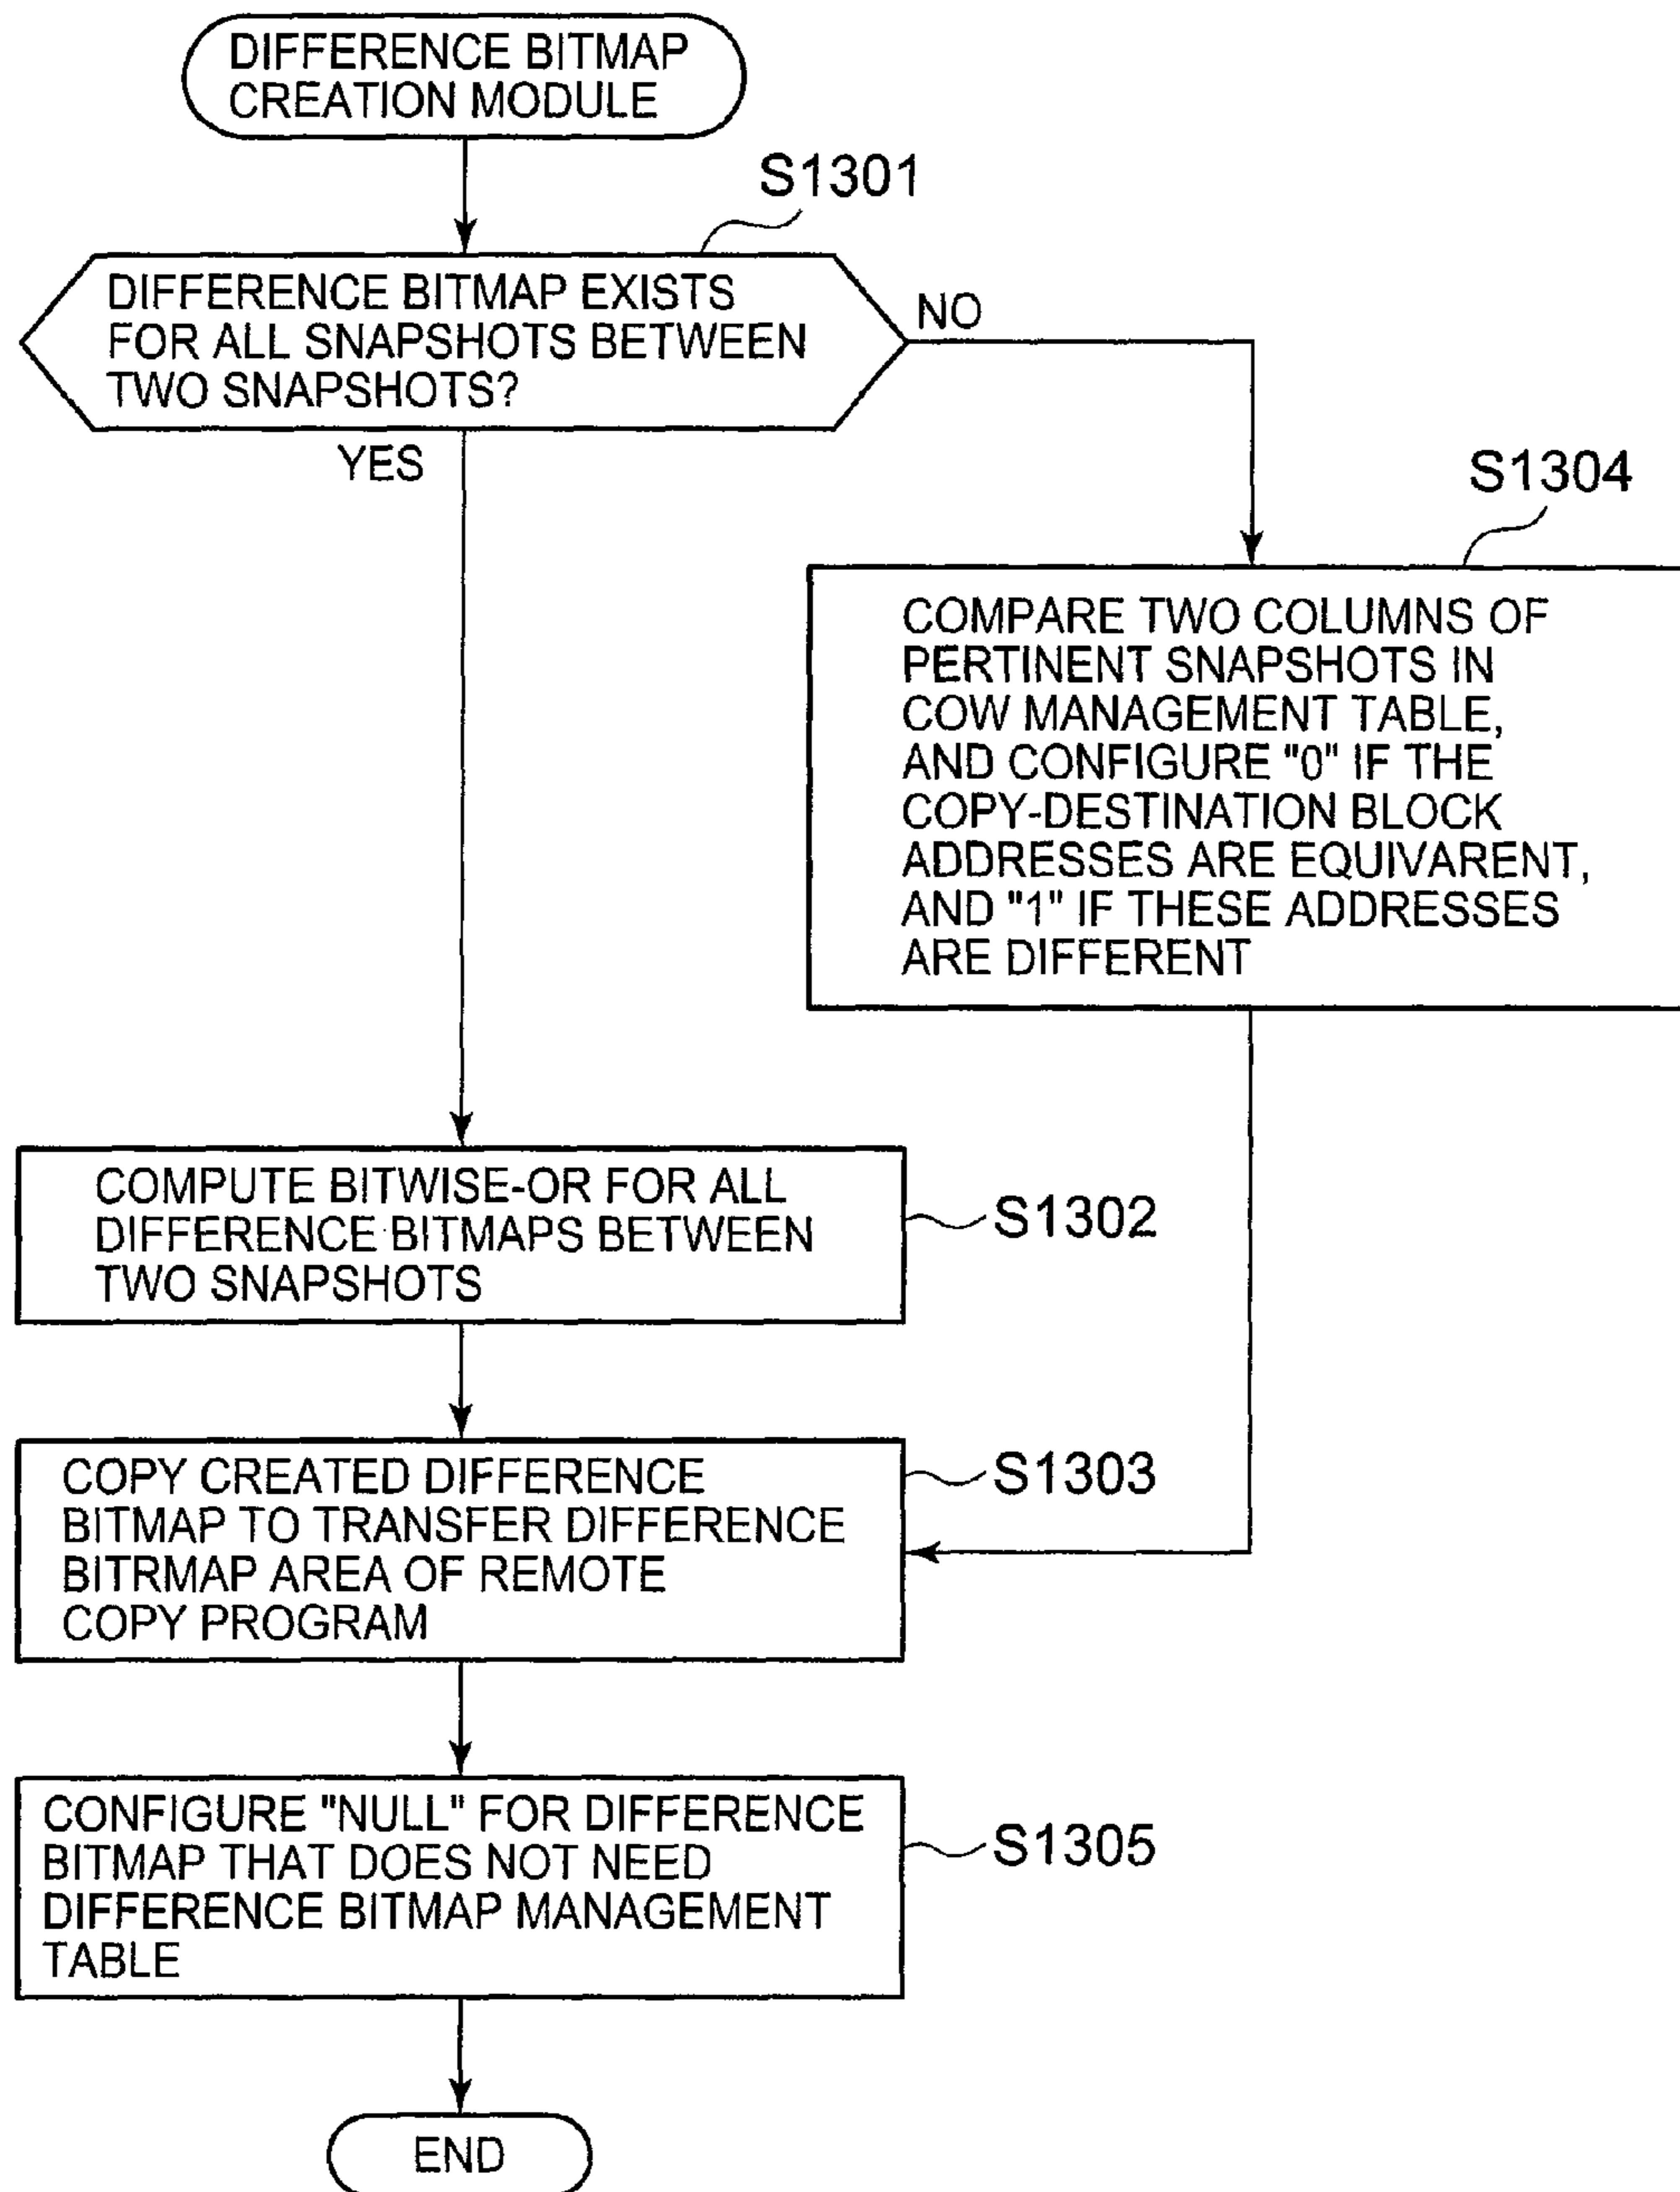 DIFFERENCE BITMAP
CREATION MODULE
S1301
DIFFERENCE BITMAP EXISTS
FOR ALL SNAPSHOTS BETWEEN
TWO SNAPSHOTS?
NO
YES
S1304
COMPARE TWO COLUMNS OF
PERTINENT SNAPSHOTS IN
COW MANAGEMENT TABLE,
AND CONFIGURE "0" IF THE
COPY-DESTINATION BLOCK
ADDRESSES ARE EQUIVARENT,
AND "1" IF THESE ADDRESSES
ARE DIFFERENT
COMPUTE BITWISE-OR FOR ALL
DIFFERENCE BITMAPS BETWEEN
TWO SNAPSHOTS
S1302
COPY CREATED DIFFERENCE
BITMAP TO TRANSFER DIFFERENCE
BITRMAP AREA OF REMOTE
COPY PROGRAM
S1303
CONFIGURE "NULL" FOR DIFFERENCE
BITMAP THAT DOES NOT NEED
DIFFERENCE BITMAP MANAGEMENT
TABLE
S1305
END